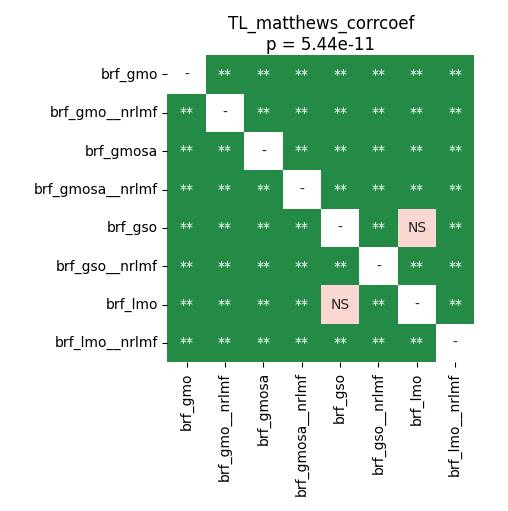 TL_matthews_corrcoef
p = 5.44e-11
brf_gmo - ** ** ** ** ** ** **
brf_gmo__nrlmf ** - ** ** ** ** ** **
brf_gmosa ** ** - ** ** ** ** **
brf_gmosa__nrlmf ** ** ** - ** ** ** **
brf_gso ** ** ** ** - ** NS **
brf_gso__nrlmf ** ** ** ** ** - ** **
brf_lmo ** ** ** ** NS ** - **
brf_lmo__nrlmf ** ** ** ** ** ** ** -
brf_gmo
brf_gmo__nrlmf
brf_gmosa
brf_gmosa__nrlmf
brf_gso
brf_gso__nrlmf
brf_lmo
brf_lmo__nrlmf